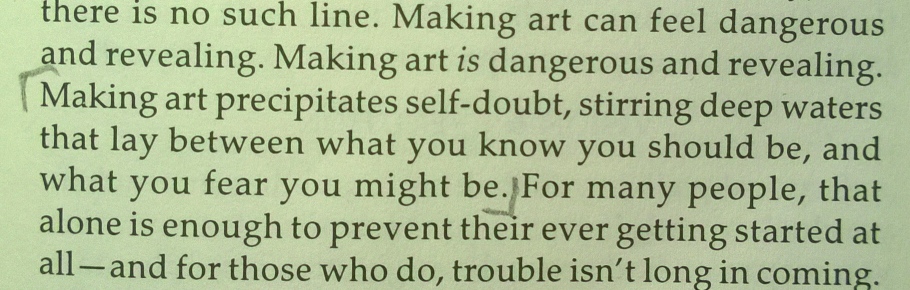 there is no such line. Making art can feel dangerous
and revealing. Making art is dangerous and revealing.
Making art precipitates self-doubt, stirring deep waters
that lay between what you know you should be, and
what you fear you might be. For many people, that
alone is enough to prevent their ever getting started at
all—and for those who do, trouble isn't long in coming.